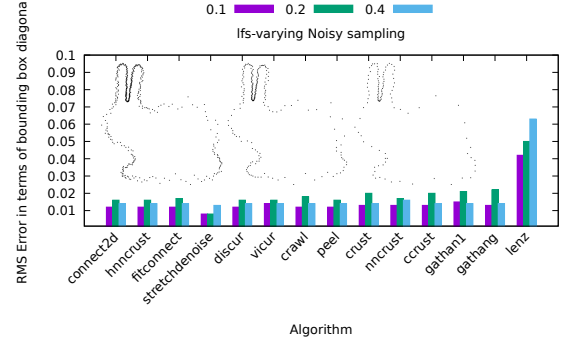 0.1 0.2 0.4
lfs-varying Noisy sampling
RMS Error in terms of bounding box diagona
0.1
0.09
0.08
0.07
0.06
0.05
0.04
0.03
0.02
0.01
connect2d
hnncrust
fitconnect
stretchdenoise
discur
vicur
crawl
peel
crust
nncrust
ccrust
gathan1
gathang
lenz
Algorithm